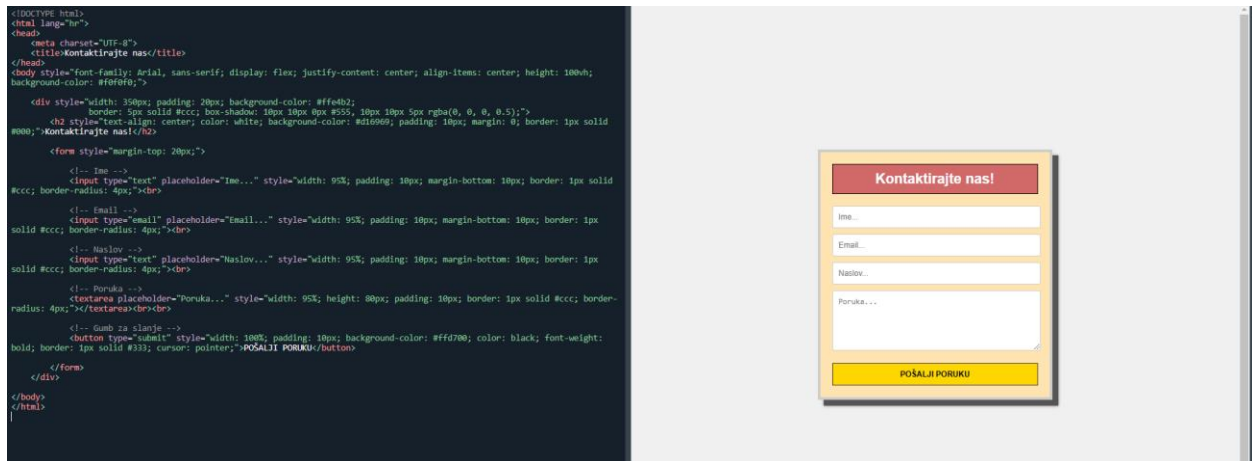 <!DOCTYPE html>
<html lang="hr">
<head>
    <meta charset="UTF-8">
    <title>Kontaktirajte nas</title>
</head>
<body style="font-family: Arial, sans-serif; display: flex; justify-content: center; align-items: center; height: 100vh;
background-color: #f0f0f0;">
    <div style="width: 350px; padding: 20px; background-color: #ffe4b2;
                border: 5px solid #ccc; box-shadow: 10px 10px 0px #555, 10px 10px 5px rgba(0, 0, 0, 0.5);">
        <h2 style="text-align: center; color: white; background-color: #d16969; padding: 10px; margin: 0; border: 1px solid
#000;">Kontaktirajte nas!</h2>
        <form style="margin-top: 20px;">
            <!-- Ime -->
            <input type="text" placeholder="Ime..." style="width: 95%; padding: 10px; margin-bottom: 10px; border: 1px solid
#ccc; border-radius: 4px;"><br>
            <!-- Email -->
            <input type="email" placeholder="Email..." style="width: 95%; padding: 10px; margin-bottom: 10px; border: 1px
solid #ccc; border-radius: 4px;"><br>
            <!-- Naslov -->
            <input type="text" placeholder="Naslov..." style="width: 95%; padding: 10px; margin-bottom: 10px; border: 1px
solid #ccc; border-radius: 4px;"><br>
            <!-- Poruka -->
            <textarea placeholder="Poruka..." style="width: 95%; height: 80px; padding: 10px; border: 1px solid #ccc; border-
radius: 4px;"></textarea><br><br>
            <!-- Gumb za slanje -->
            <button type="submit" style="width: 100%; padding: 10px; background-color: #ffd700; color: black; font-weight:
bold; border: 1px solid #333; cursor: pointer;">POŠALJI PORUKU</button>
        </form>
    </div>
</body>
</html>
Kontaktirajte nas!
Ime...
Email...
Naslov...
Poruka...
POŠALJI PORUKU